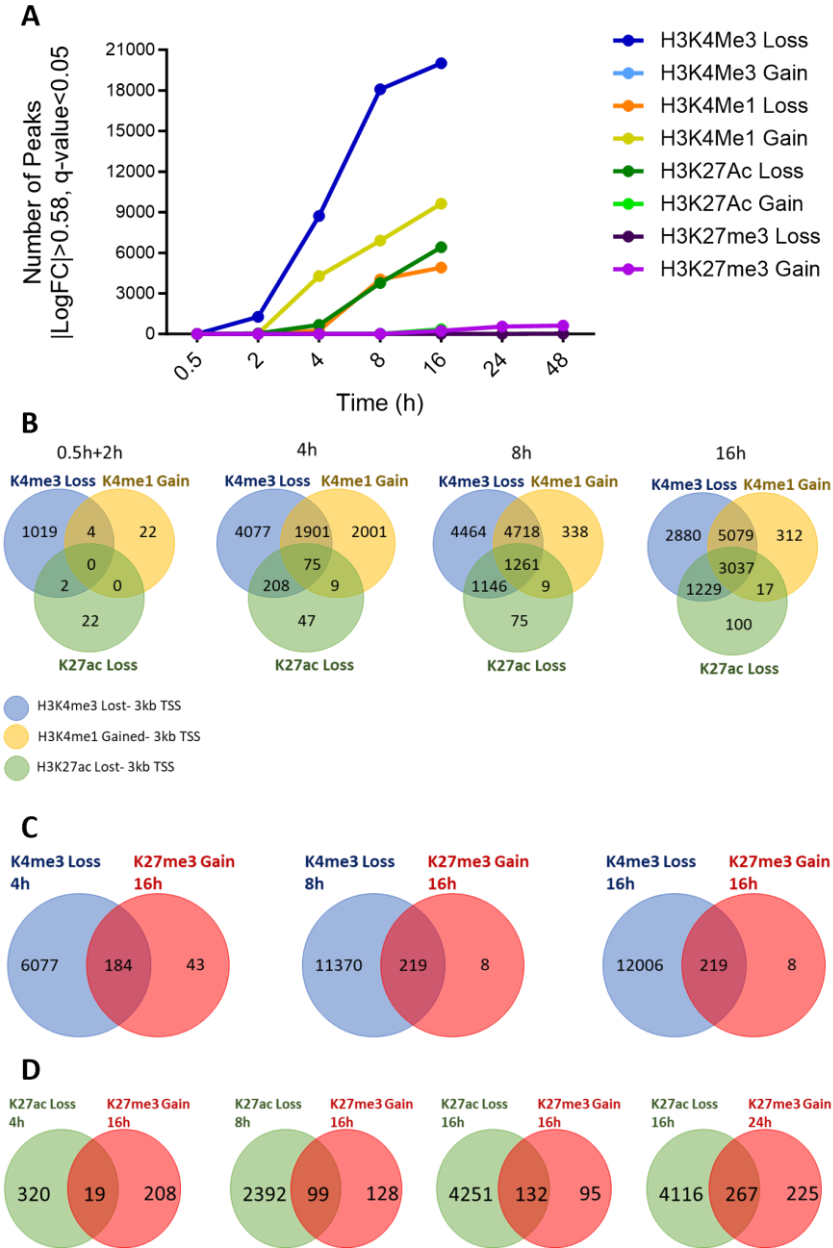 A
Number of Peaks
|LogFC|>0.58, q-value<0.05
21000
18000
15000
12000
9000
6000
3000
0
0.5
2
4
8
16
24
48
Time (h)
H3K4Me3 Loss
H3K4Me3 Gain
H3K4Me1 Loss
H3K4Me1 Gain
H3K27Ac Loss
H3K27Ac Gain
H3K27me3 Loss
H3K27me3 Gain
B
0.5h+2h
K4me3 Loss K4me1 Gain
1019 4 22
0
2 0
22
K27ac Loss
4h
K4me3 Loss K4me1 Gain
4077 1901 2001
75
208 9
47
K27ac Loss
8h
K4me3 Loss K4me1 Gain
4464 4718 338
1261
1146 9
75
K27ac Loss
16h
K4me3 Loss K4me1 Gain
2880 5079 312
3037
1229 17
100
K27ac Loss
H3K4me3 Lost- 3kb TSS
H3K4me1 Gained- 3kb TSS
H3K27ac Lost- 3kb TSS
C
K4me3 Loss K27me3 Gain
4h 16h
6077 184 43
K4me3 Loss K27me3 Gain
8h 16h
11370 219 8
K4me3 Loss K27me3 Gain
16h 16h
12006 219 8
D
K27ac Loss K27me3 Gain
4h 16h
320 19 208
K27ac Loss K27me3 Gain
8h 16h
2392 99 128
K27ac Loss K27me3 Gain
16h 16h
4251 132 95
K27ac Loss K27me3 Gain
16h 24h
4116 267 225